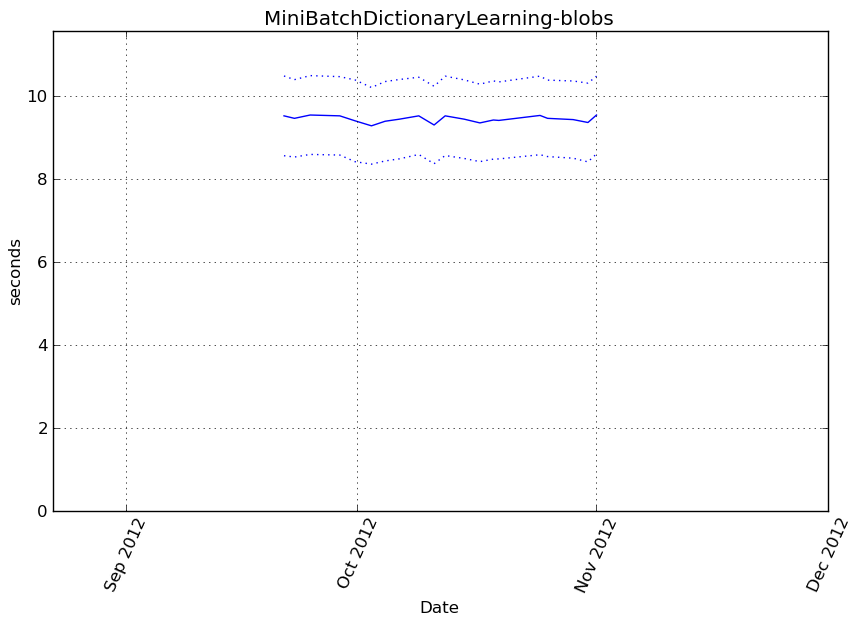 MiniBatchDictionaryLearning-blobs
10
8
6
4
2
0
seconds
Sep 2012
Oct 2012
Nov 2012
Dec 2012
Date